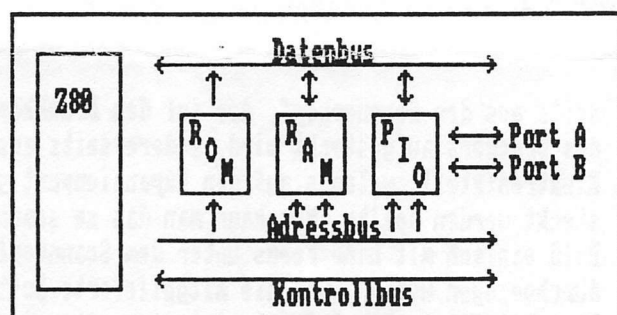 Datenbus
Z80
ROM
RAM
PIO
Port A
Port B
Adressbus
Kontrollbus